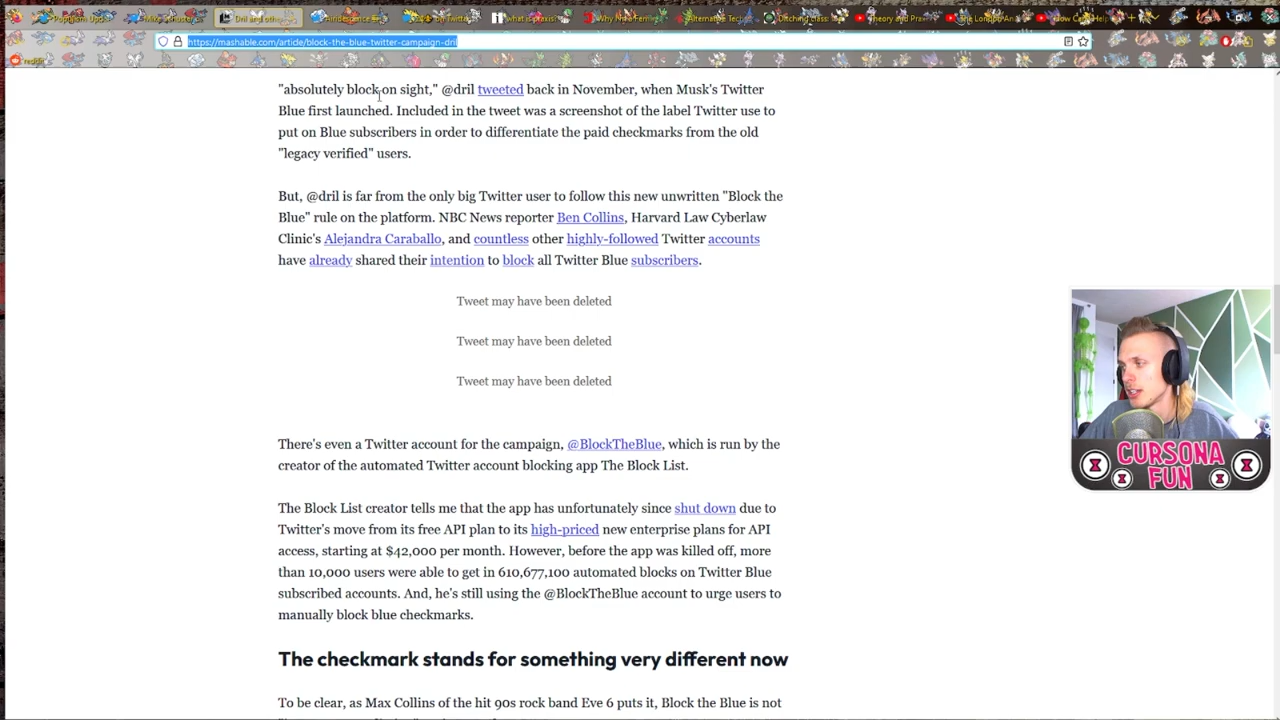 Dril and othe
what is praxis:
Ditching class:
https://mashable.com/article/block-the-blue-twitter-campaign-dril
reddit
"absolutely block on sight," @dril tweeted back in November, when Musk's Twitter
Blue first launched. Included in the tweet was a screenshot of the label Twitter use to
put on Blue subscribers in order to differentiate the paid checkmarks from the old
"legacy verified" users.
But, @dril is far from the only big Twitter user to follow this new unwritten "Block the
Blue" rule on the platform. NBC News reporter Ben Collins, Harvard Law Cyberlaw
Clinic's Alejandra Caraballo, and countless other highly-followed Twitter accounts
have already shared their intention to block all Twitter Blue subscribers.
Tweet may have been deleted
Tweet may have been deleted
Tweet may have been deleted
There's even a Twitter account for the campaign, @BlockTheBlue, which is run by the
creator of the automated Twitter account blocking app The Block List.
The Block List creator tells me that the app has unfortunately since shut down due to
Twitter's move from its free API plan to its high-priced new enterprise plans for API
access, starting at $42,000 per month. However, before the app was killed off, more
than 10,000 users were able to get in 610,677,100 automated blocks on Twitter Blue
subscribed accounts. And, he's still using the @BlockTheBlue account to urge users to
manually block blue checkmarks.
The checkmark stands for something very different now
To be clear, as Max Collins of the hit 90s rock band Eve 6 puts it, Block the Blue is not
CURSONA
FUN